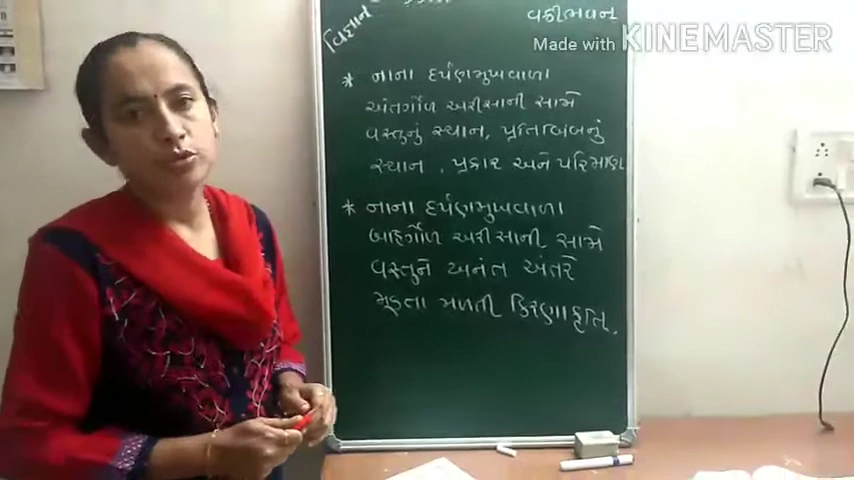 વિજ્ઞાન
વક્રીભવન
Made with KINEMASTER
* નાના દર્પણમુખવાળા
અંતર્ગોળ અરીસાની સામે
વસ્તુનું સ્થાન, પ્રતિબિંબનું
સ્થાન, પ્રકાર અને પરિમાણ
* નાના દર્પણમુખવાળા
બાહર્ગોળ અરીસાની સામે
વસ્તુને અનંત અંતરે
મૂકતા મળતી કિરણાકૃતિ.